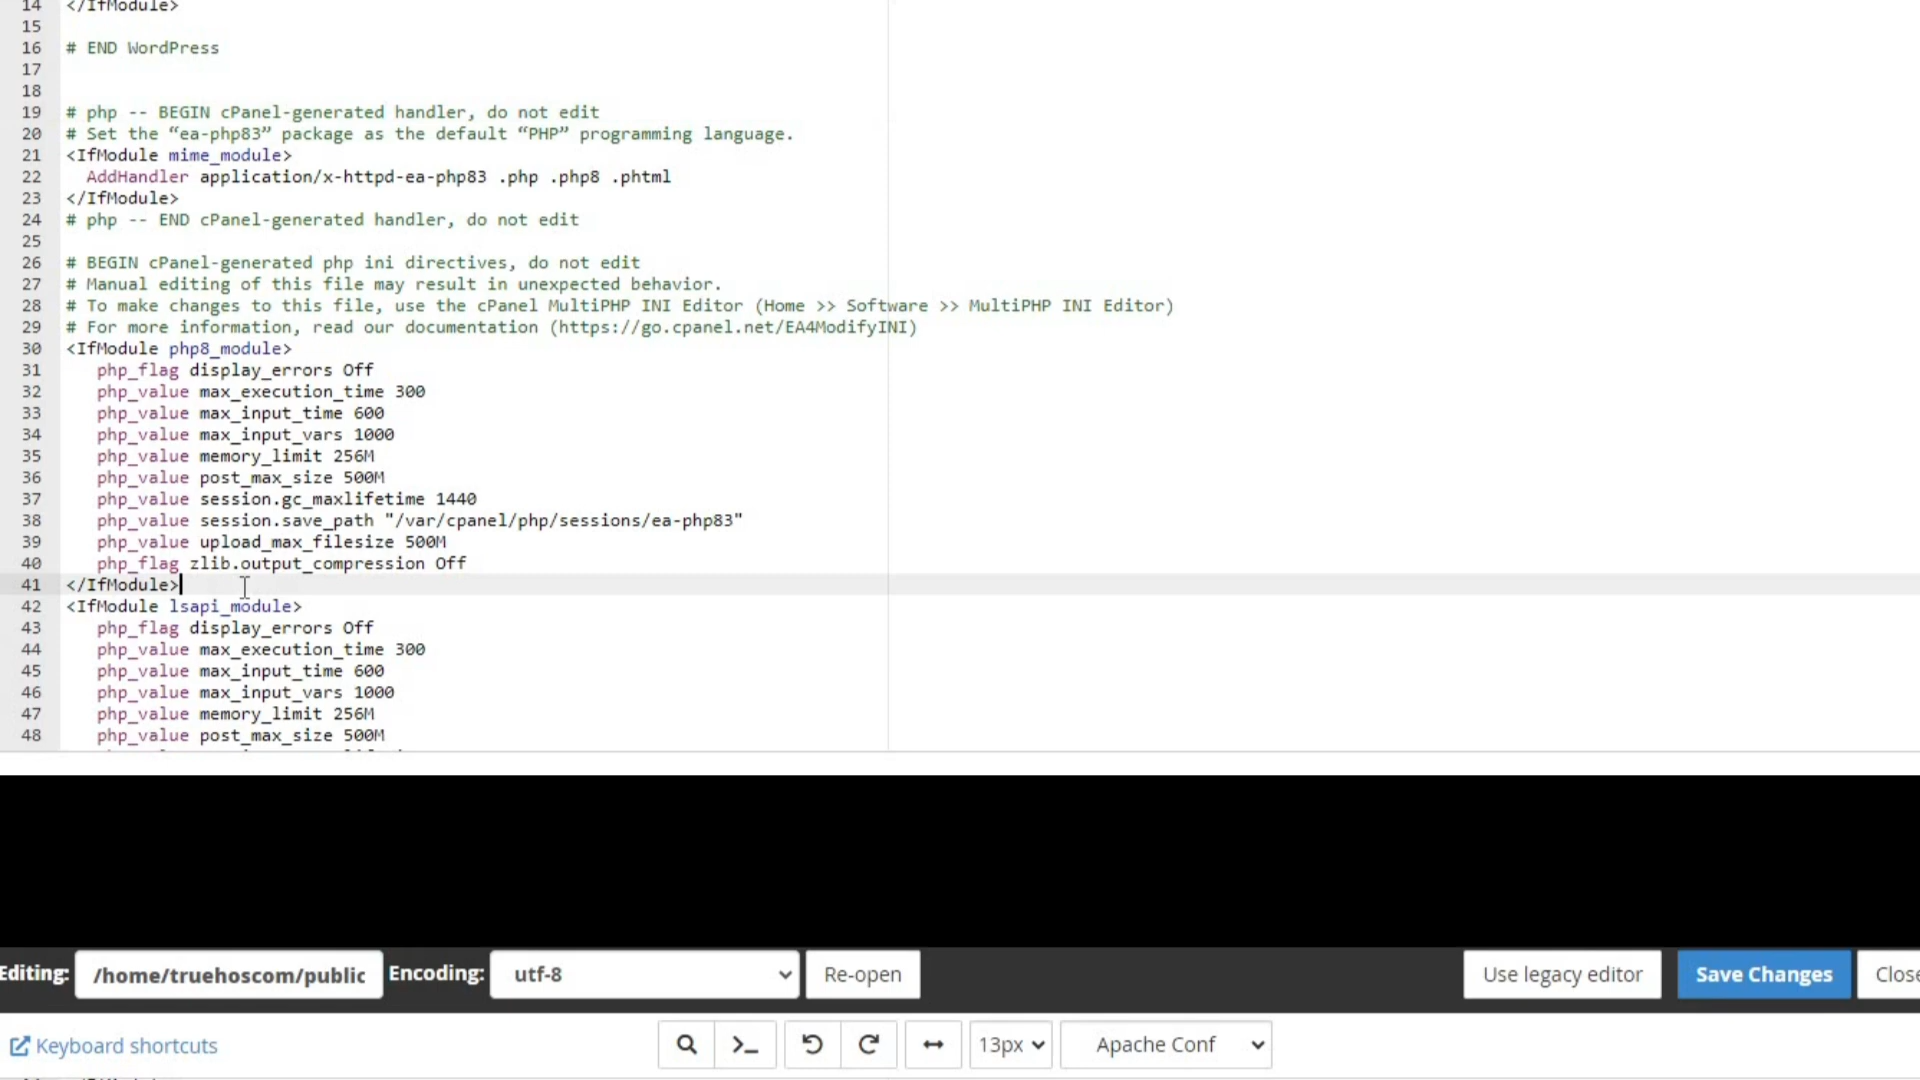 14 </IfModule>
15
16 # END WordPress
17
18
19 # php -- BEGIN cPanel-generated handler, do not edit
20 # Set the “ea-php83” package as the default “PHP” programming language.
21 <IfModule mime_module>
22 AddHandler application/x-httpd-ea-php83 .php .php8 .phtml
23 </IfModule>
24 # php -- END cPanel-generated handler, do not edit
25
26 # BEGIN cPanel-generated php ini directives, do not edit
27 # Manual editing of this file may result in unexpected behavior.
28 # To make changes to this file, use the cPanel MultiPHP INI Editor (Home >> Software >> MultiPHP INI Editor)
29 # For more information, read our documentation (https://go.cpanel.net/EA4ModifyINI)
30 <IfModule php8_module>
31 php_flag display_errors Off
32 php_value max_execution_time 300
33 php_value max_input_time 600
34 php_value max_input_vars 1000
35 php_value memory_limit 256M
36 php_value post_max_size 500M
37 php_value session.gc_maxlifetime 1440
38 php_value session.save_path "/var/cpanel/php/sessions/ea-php83"
39 php_value upload_max_filesize 500M
40 php_flag zlib.output_compression Off
41 </IfModule>
42 <IfModule lsapi_module>
43 php_flag display_errors Off
44 php_value max_execution_time 300
45 php_value max_input_time 600
46 php_value max_input_vars 1000
47 php_value memory_limit 256M
48 php_value post_max_size 500M
Editing: /home/truehoscom/public Encoding: utf-8 Re-open Use legacy editor Save Changes Close
Keyboard shortcuts 13px Apache Conf